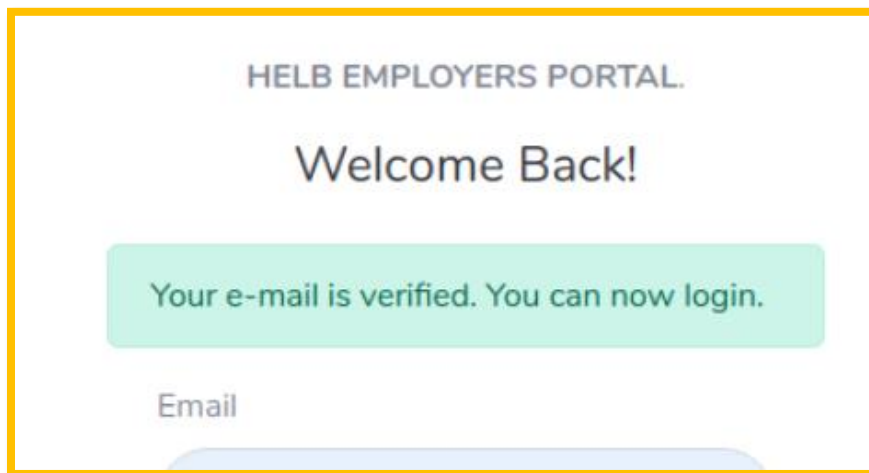 HELB EMPLOYERS PORTAL.
Welcome Back!
Your e-mail is verified. You can now login.
Email